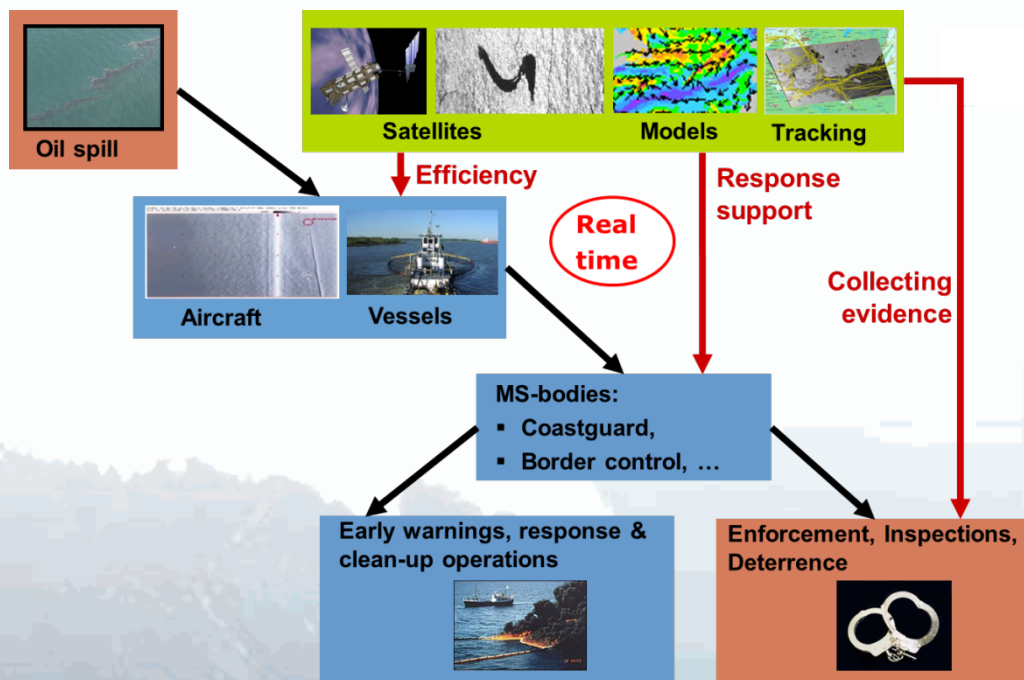 Oil spill
Satellites
Models
Tracking
Efficiency
Response
support
Real
time
Collecting
evidence
Aircraft
Vessels
MS-bodies:
▪ Coastguard,
▪ Border control, …
Early warnings, response &
clean-up operations
Enforcement, Inspections,
Deterrence